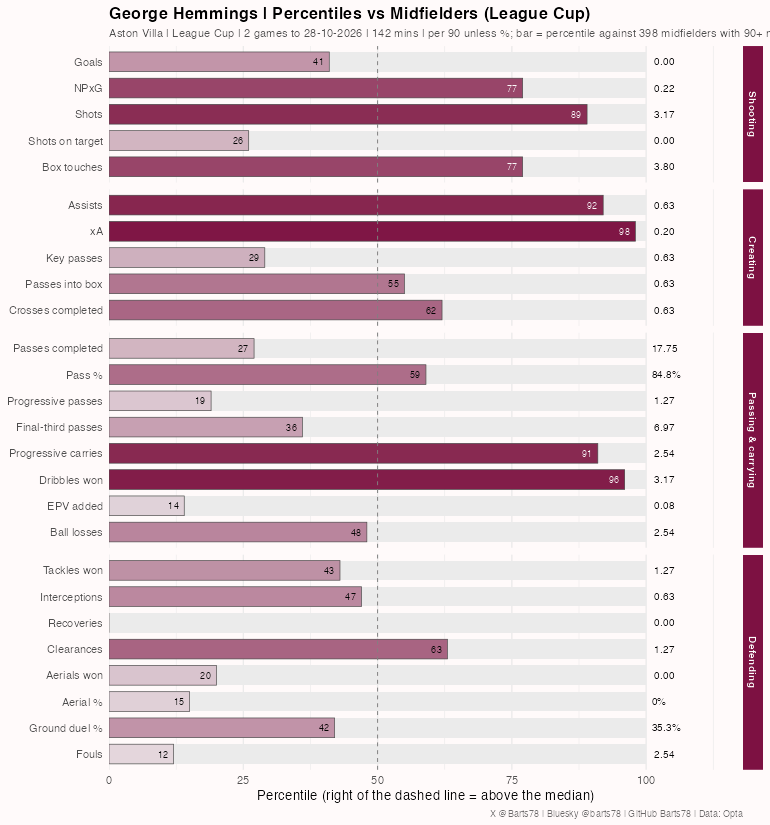 George Hemmings | Percentiles vs Midfielders (League Cup)
Aston Villa | League Cup | 2 games to 28-10-2026 | 142 mins | per 90 unless %; bar = percentile against 398 midfielders with 90+
Goals 41 0.00
NPxG 77 0.22
Shots 89 3.17
Shots on target 26 0.00
Box touches 77 3.80
Shooting
Assists 92 0.63
xA 98 0.20
Key passes 29 0.63
Passes into box 55 0.63
Crosses completed 62 0.63
Creating
Passes completed 27 17.75
Pass % 59 84.8%
Progressive passes 19 1.27
Final-third passes 36 6.97
Progressive carries 91 2.54
Dribbles won 96 3.17
EPV added 14 0.08
Ball losses 48 2.54
Passing & carrying
Tackles won 43 1.27
Interceptions 47 0.63
Recoveries 0.00
Clearances 63 1.27
Aerials won 20 0.00
Aerial % 15 0%
Ground duel % 42 35.3%
Fouls 12 2.54
Defending
0 25 50 75 100
Percentile (right of the dashed line = above the median)
X @Barts78 | Bluesky @barts78 | GitHub Barts78 | Data: Opta